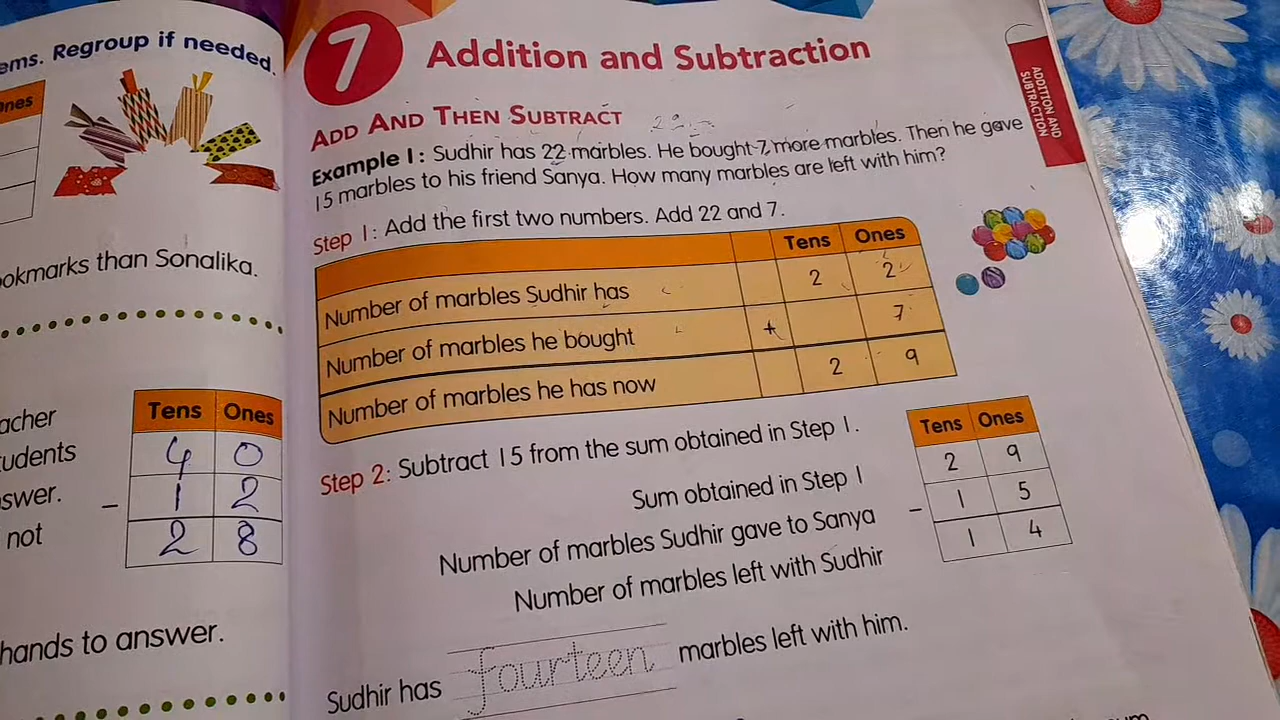 ems. Regroup if needed.
ones
ookmarks than Sonalika.
acher
udents
swer.
not
Tens Ones
4 0
- 1 2
2 8
hands to answer.
7 Addition and Subtraction
ADDITION AND
SUBTRACTION
ADD AND THEN SUBTRACT
Example 1: Sudhir has 22 marbles. He bought 7 more marbles. Then he gave
15 marbles to his friend Sanya. How many marbles are left with him?
Step 1: Add the first two numbers. Add 22 and 7.
Tens Ones
Number of marbles Sudhir has 2 2
Number of marbles he bought + 7
Number of marbles he has now 2 9
Step 2: Subtract 15 from the sum obtained in Step 1.
Tens Ones
Sum obtained in Step 1 2 9
Number of marbles Sudhir gave to Sanya - 1 5
Number of marbles left with Sudhir 1 4
Sudhir has fourteen marbles left with him.